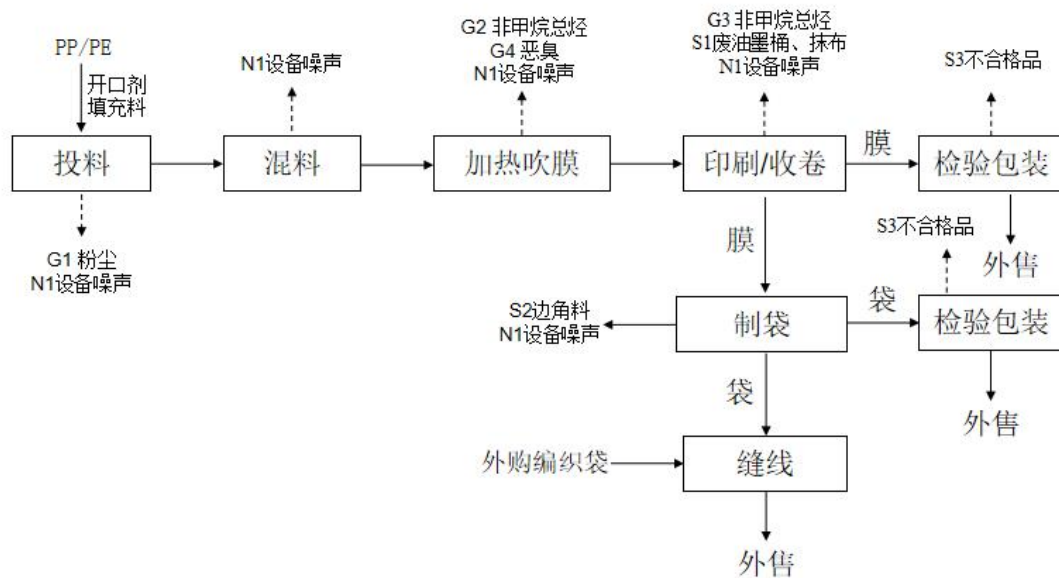 PP/PE
开口剂
填充料
N1设备噪声
G2 非甲烷总烃
G4 恶臭
N1设备噪声
G3 非甲烷总烃
S1废油墨桶、抹布
N1设备噪声
S3不合格品
投料
混料
加热吹膜
印刷/收卷
膜
检验包装
G1 粉尘
N1设备噪声
膜
S3不合格品
外售
S2边角料
N1设备噪声
制袋
袋
检验包装
袋
外售
外购编织袋
缝线
外售